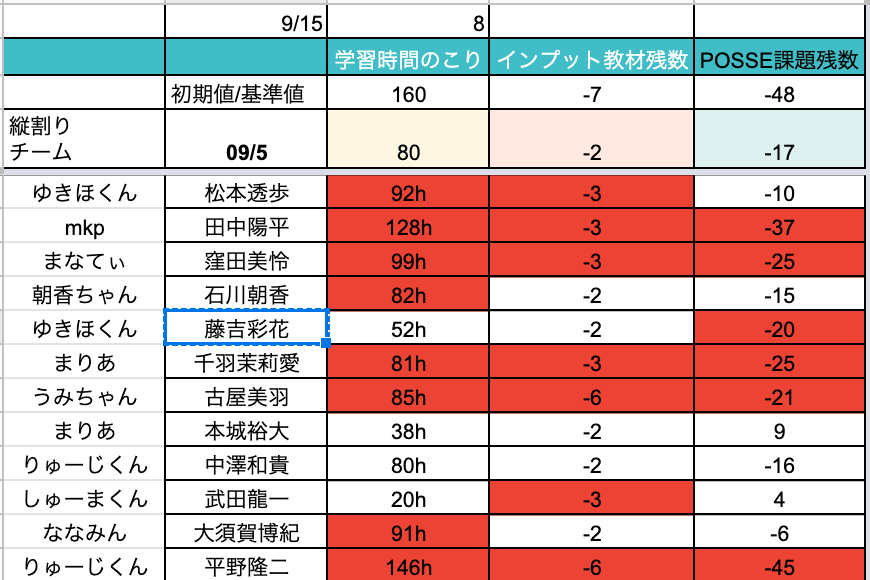 9/15 8
学習時間のこり インプット教材残数 POSSE課題残数
初期値/基準値 160 -7 -48
縦割り
チーム 09/5 80 -2 -17
ゆきほくん 松本透歩 92h -3 -10
mkp 田中陽平 128h -3 -37
まなてぃ 窪田美怜 99h -3 -25
朝香ちゃん 石川朝香 82h -2 -15
ゆきほくん 藤吉彩花 52h -2 -20
まりあ 千羽茉莉愛 81h -3 -25
うみちゃん 古屋美羽 85h -6 -21
まりあ 本城裕大 38h -2 9
りゅーじくん 中澤和貴 80h -2 -16
しゅーまくん 武田龍一 20h -3 4
ななみん 大須賀博紀 91h -2 -6
りゅーじくん 平野隆二 146h -6 -45